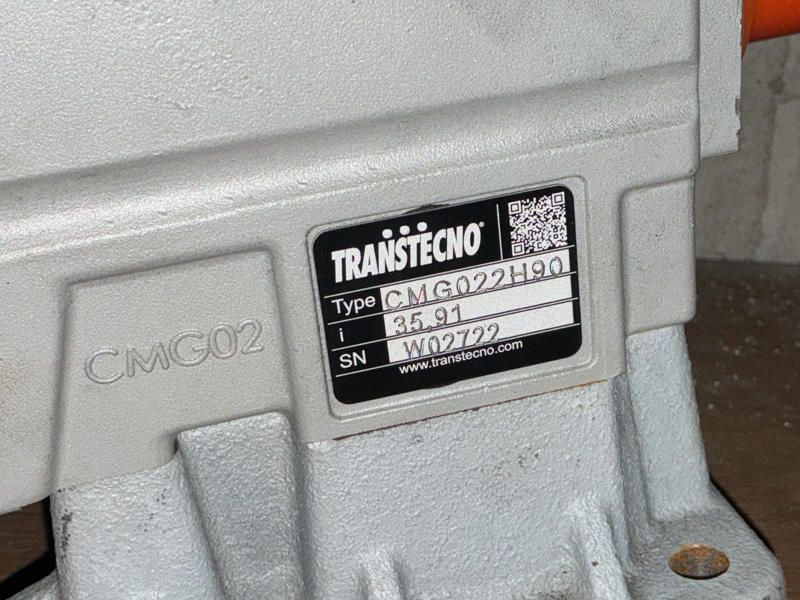 TRANSTECNO®
Type CMG022H90
i 35.91
SN W02722
www.transtecno.com
CMG02